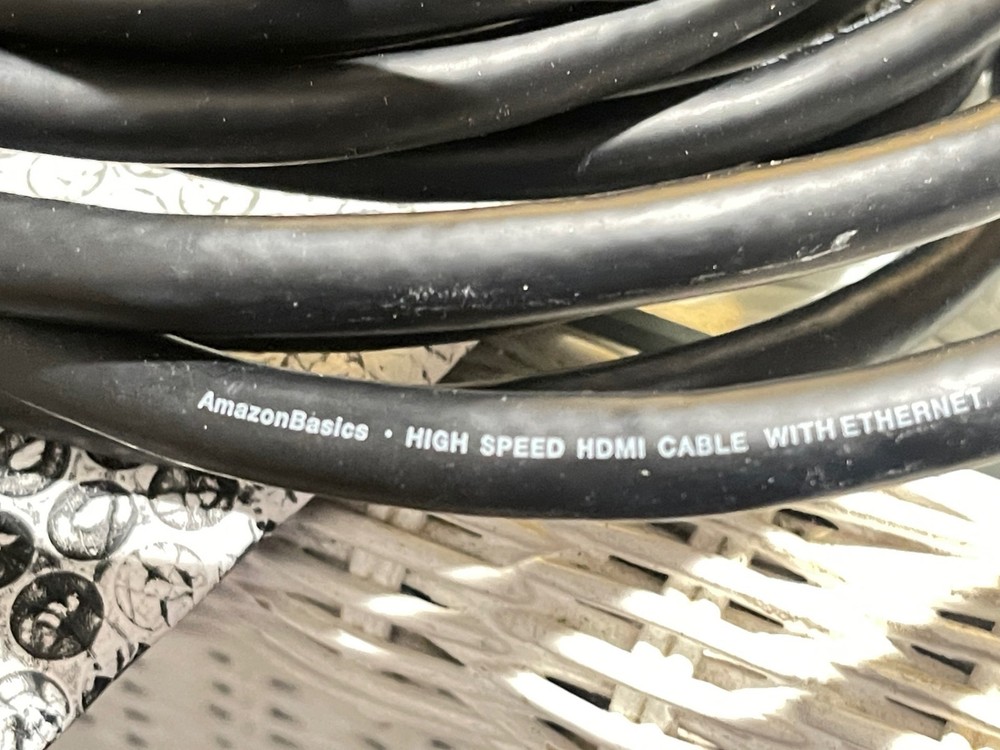 AmazonBasics • HIGH SPEED HDMI CABLE WITH ETHERNET